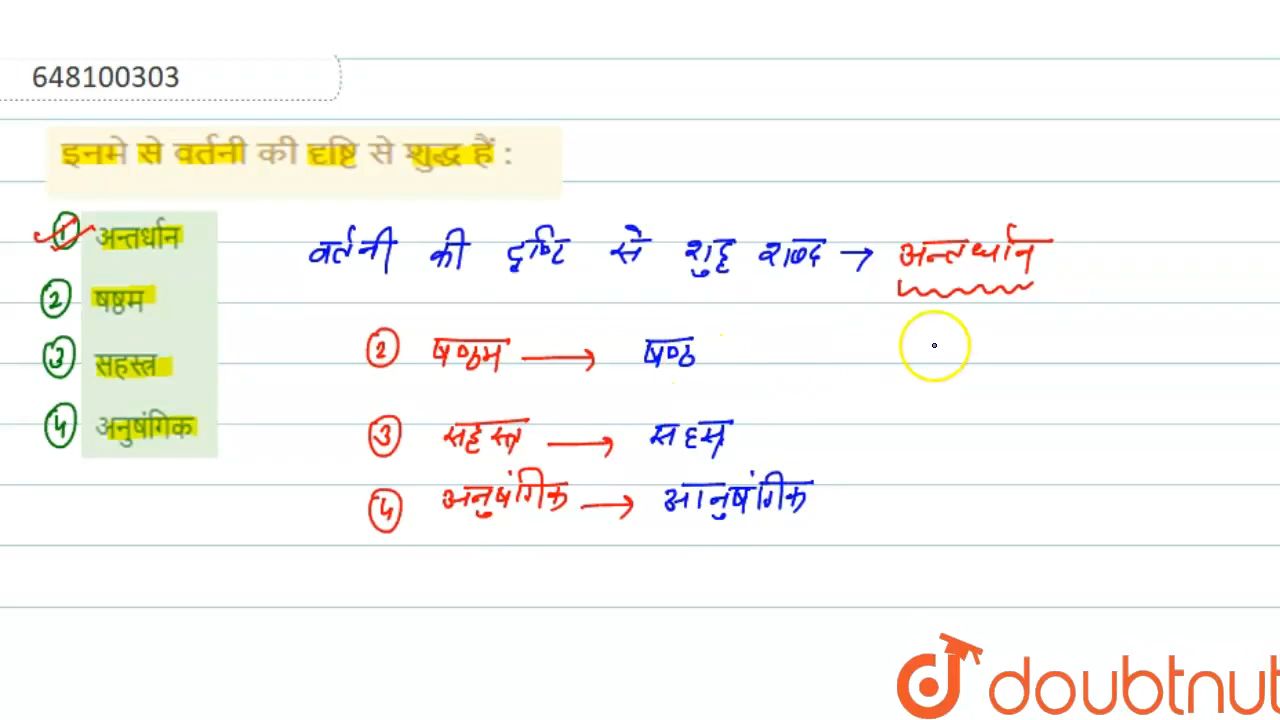 648100303
इनमे से वर्तनी की दृष्टि से शुद्ध हैं :
① अन्तर्धान
② षष्ठम
③ सहस्त्र
④ अनुषंगिक
वर्तनी की दृष्टि से शुद्ध शब्द → अन्तर्धान
② षष्ठम → षष्ठ
③ सहस्त्र → सहस्र
④ अनुषंगिक → आनुषंगिक
doubtnut